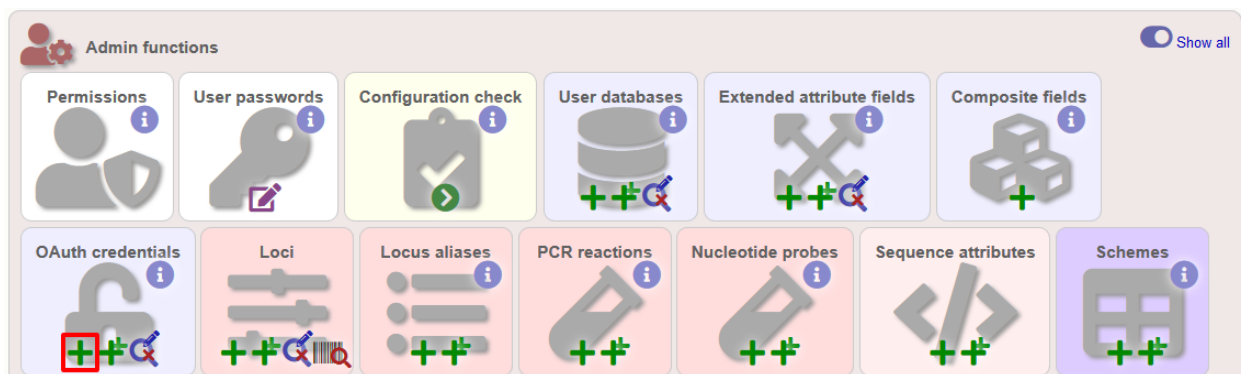 Admin functions
Show all
Permissions
User passwords
Configuration check
User databases
Extended attribute fields
Composite fields
OAuth credentials
Loci
Locus aliases
PCR reactions
Nucleotide probes
Sequence attributes
Schemes